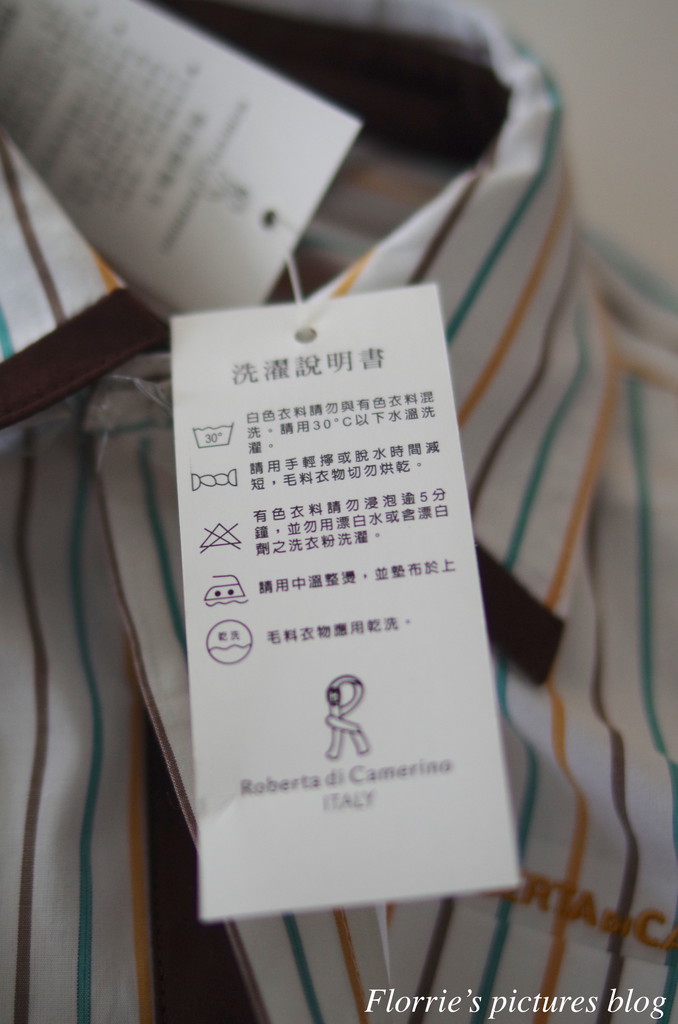 洗濯說明書
30°
白色衣料請勿與有色衣料混
洗。請用30°C以下水溫洗
濯。
請用手輕擰或脫水時間減
短，毛料衣物切勿烘乾。
有色衣料請勿浸泡逾5分
鐘，並勿用漂白水或含漂白
劑之洗衣粉洗濯。
請用中溫整燙，並墊布於上
乾洗
毛料衣物應用乾洗。
R
Roberta di Camerino
ITALY
ERTA DI CA
Florrie's pictures blog